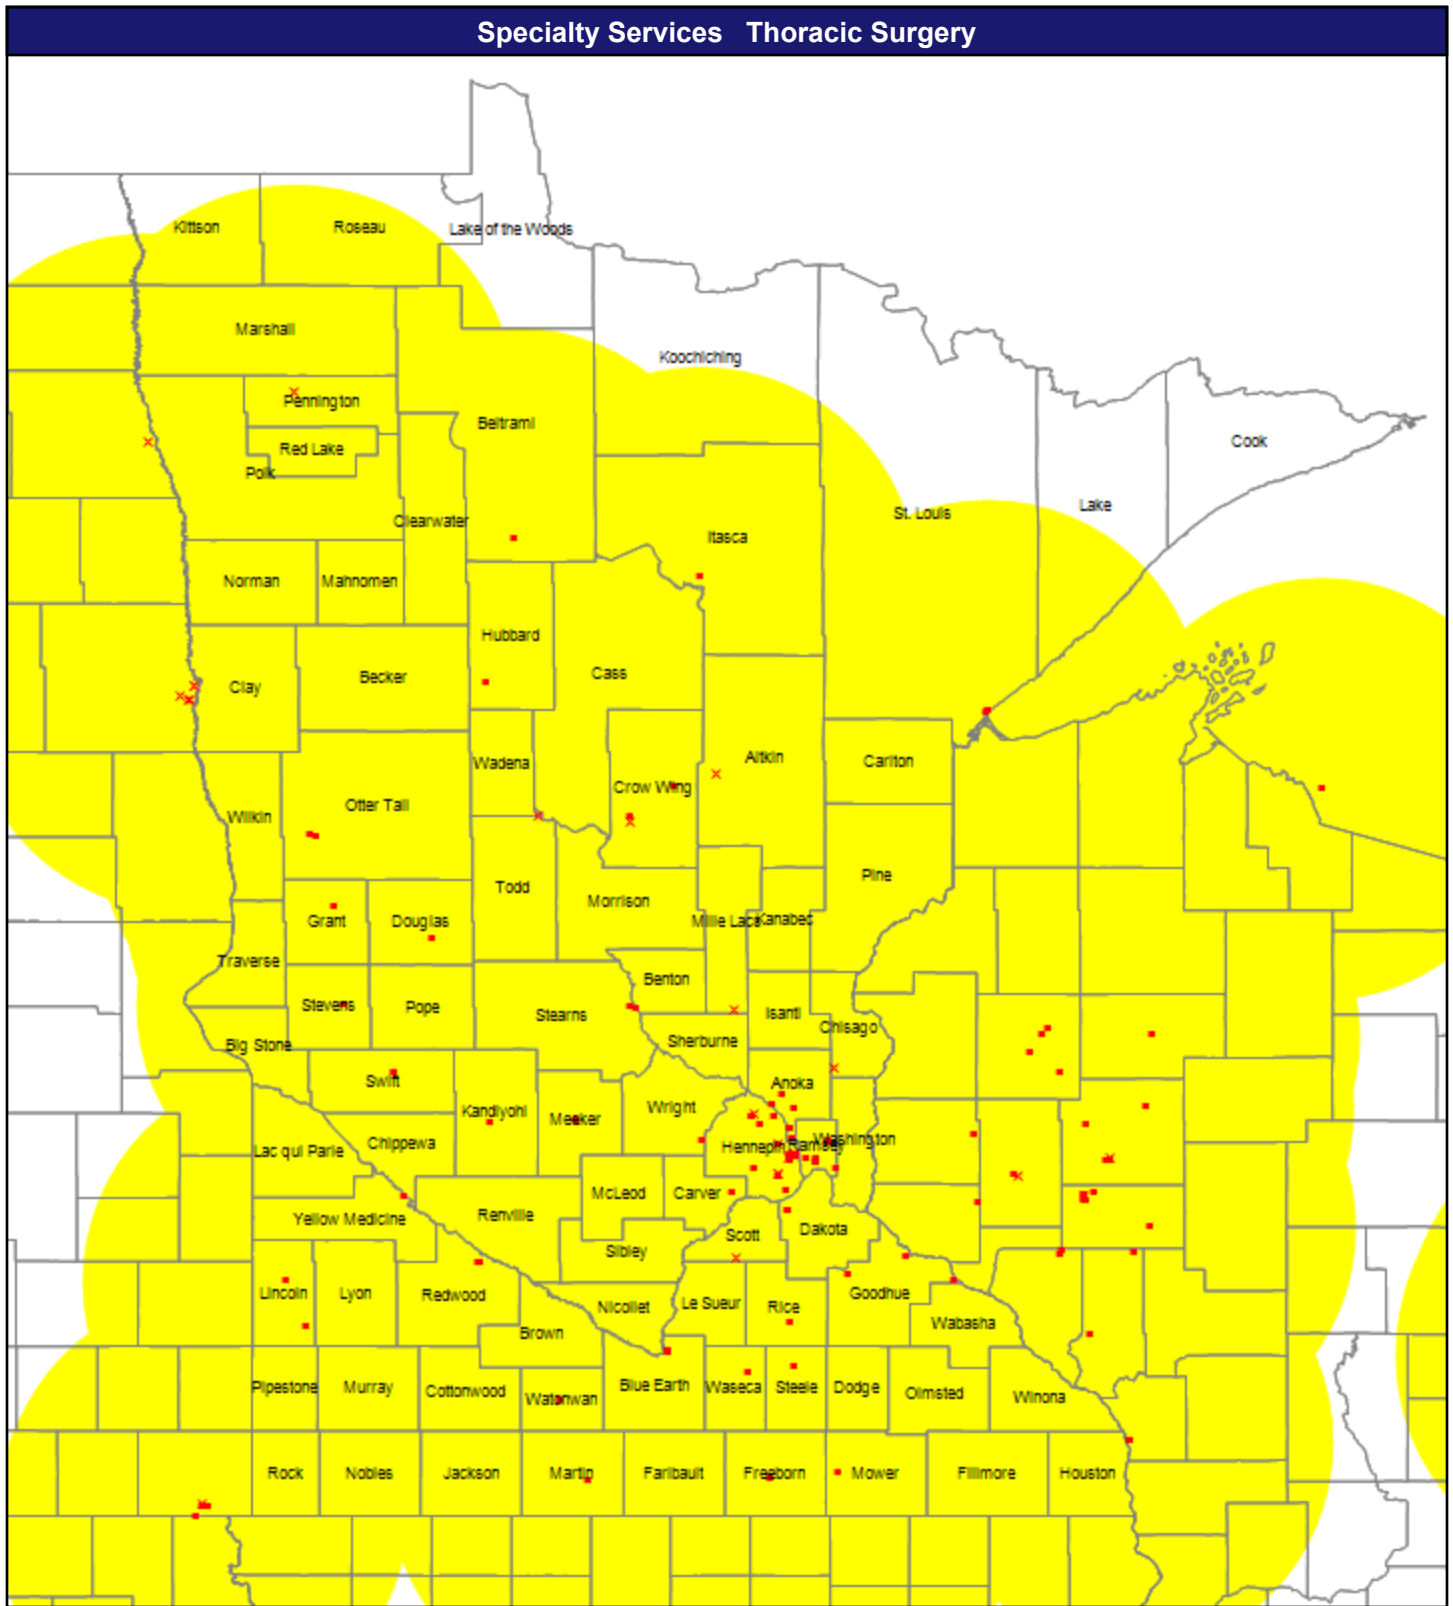 Specialty Services Thoracic Surgery
Kittson
Roseau
Lake of the Woods
Marshall
Koochiching
Pennington
Beltrami
Cook
Red Lake
Polk
Lake
St. Louis
Clearwater
Itasca
Norman
Mahnomen
Hubbard
Cass
Becker
Clay
Aitkin
Carlton
Wadena
Crow Wing
Otter Tail
Wilkin
Pine
Todd
Morrison
Grant
Douglas
Mille Lacs
Kanabec
Traverse
Benton
Stevens
Pope
Stearns
Isanti
Chisago
Sherburne
Big Stone
Swift
Anoka
Kandiyohi
Meeker
Wright
Chippewa
Washington
Hennepin
Ramsey
Lac qui Parle
McLeod
Carver
Renville
Yellow Medicine
Dakota
Scott
Sibley
Lincoln
Lyon
Redwood
Goodhue
Nicollet
Le Sueur
Rice
Wabasha
Brown
Pipestone
Murray
Cottonwood
Watonwan
Blue Earth
Waseca
Steele
Dodge
Olmsted
Winona
Rock
Nobles
Jackson
Martin
Faribault
Freeborn
Mower
Fillmore
Houston